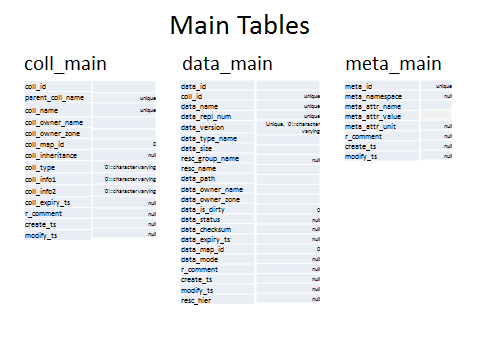 Main Tables
coll_main
coll_id
parent_coll_name unique
coll_name unique
coll_owner_name
coll_owner_zone
coll_map_id 0
coll_inheritance null
coll_type '0'::character varying
coll_info1 '0'::character varying
coll_info2 '0'::character varying
coll_expiry_ts null
r_comment null
create_ts null
modify_ts null
data_main
data_id
coll_id unique
data_name unique
data_repl_num unique
data_version Unique, '0'::character
varying
data_type_name
data_size
resc_group_name null
resc_name
data_path
data_owner_name
data_owner_zone
data_is_dirty 0
data_status null
data_checksum null
data_expiry_ts null
data_map_id 0
data_mode null
r_comment null
create_ts null
modify_ts null
resc_hier null
meta_main
meta_id unique
meta_namespace null
meta_attr_name
meta_attr_value
meta_attr_unit null
r_comment null
create_ts null
modify_ts null